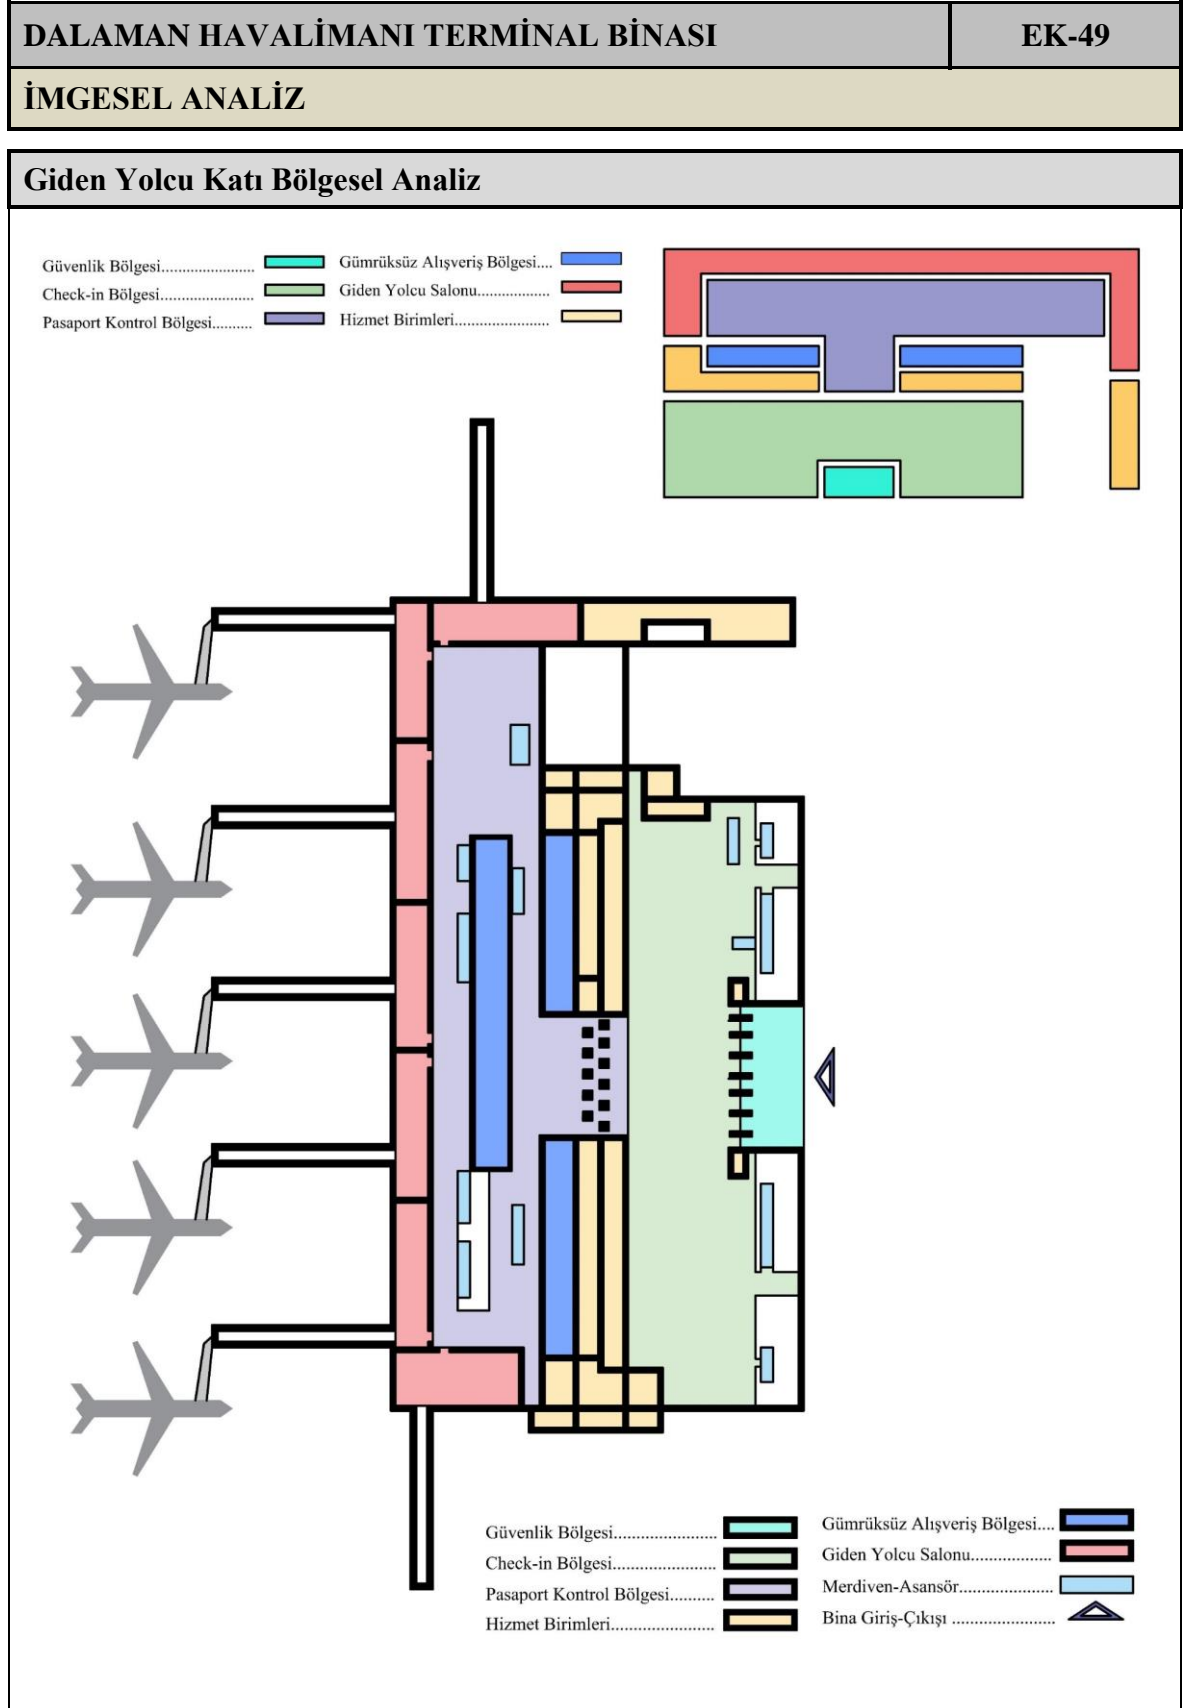 DALAMAN HAVALİMANI TERMİNAL BİNASI EK-49
İMGESEL ANALİZ
Giden Yolcu Katı Bölgesel Analiz
Güvenlik Bölgesi......................
Check-in Bölgesi......................
Pasaport Kontrol Bölgesi.........
Gümrüksüz Alışveriş Bölgesi....
Giden Yolcu Salonu.................
Hizmet Birimleri......................
Güvenlik Bölgesi.......................
Check-in Bölgesi.......................
Pasaport Kontrol Bölgesi..........
Hizmet Birimleri.......................
Gümrüksüz Alışveriş Bölgesi....
Giden Yolcu Salonu..................
Merdiven-Asansör.....................
Bina Giriş-Çıkışı .......................